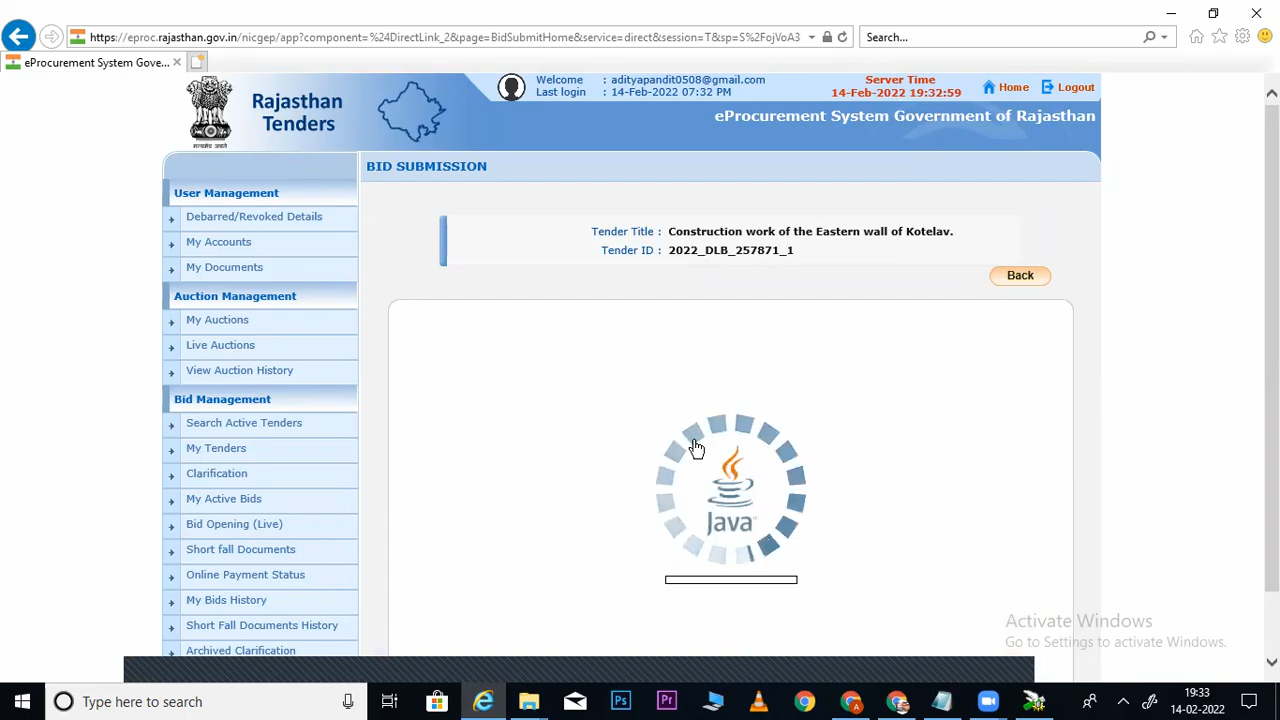 https://eproc.rajasthan.gov.in/nicgep/app?component=%24DirectLink_2&page=BidSubmitHome&service=direct&session=T&sp=S%2FojVoA3
Search...
eProcurement System Gove...
Welcome : adityapandit0508@gmail.com
Last login : 14-Feb-2022 07:32 PM
Server Time
14-Feb-2022 19:32:59
Home
Logout
Rajasthan
Tenders
सत्यमेव जयते
eProcurement System Government of Rajasthan
BID SUBMISSION
User Management
Debarred/Revoked Details
My Accounts
My Documents
Auction Management
My Auctions
Live Auctions
View Auction History
Bid Management
Search Active Tenders
My Tenders
Clarification
My Active Bids
Bid Opening (Live)
Short fall Documents
Online Payment Status
My Bids History
Short Fall Documents History
Archived Clarification
Tender Title : Construction work of the Eastern wall of Kotelav.
Tender ID : 2022_DLB_257871_1
Back
Java™
Activate Windows
Go to Settings to activate Windows.
Type here to search
Ps
Pr
A
19:33
14-02-2022